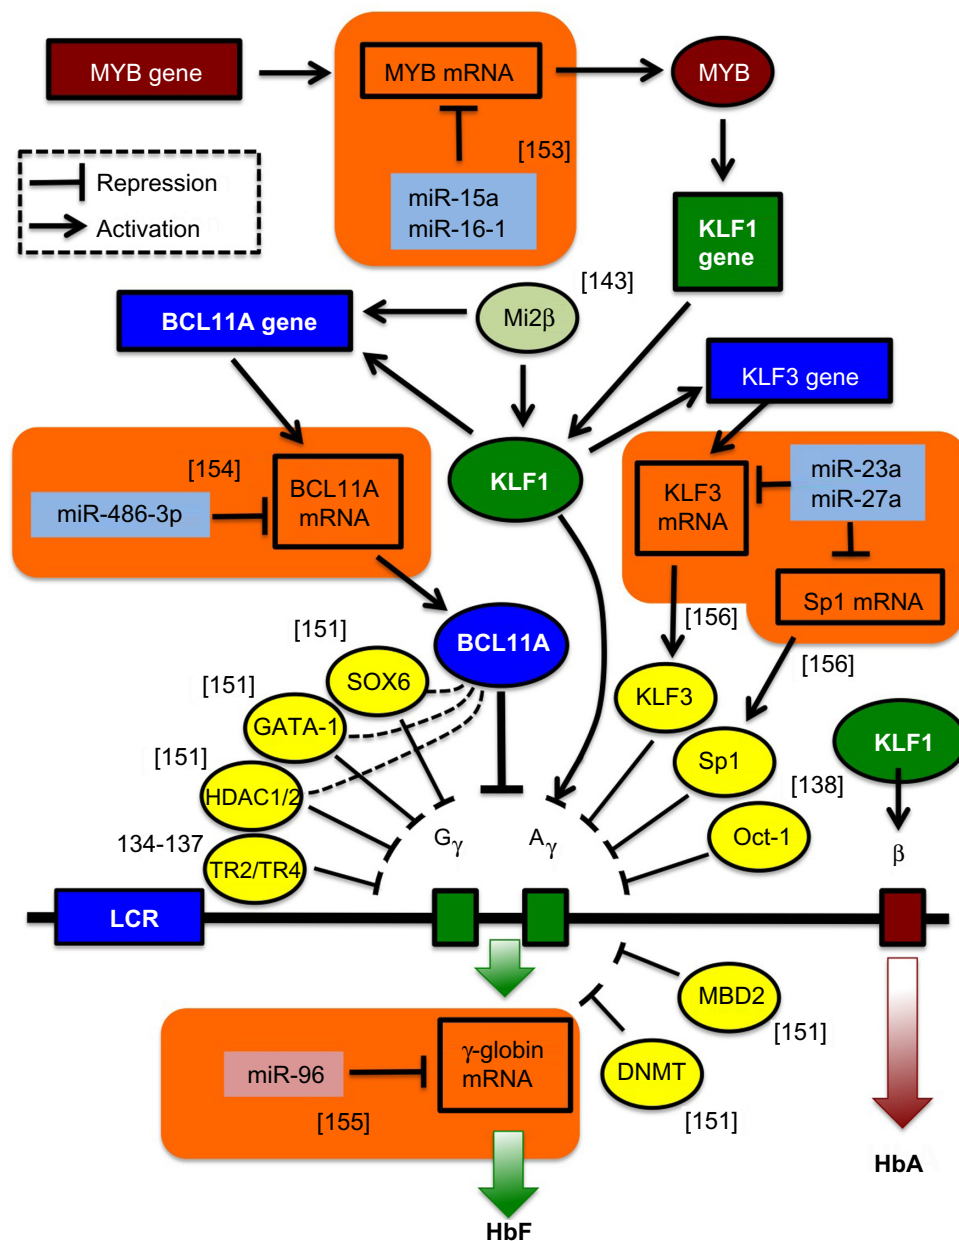 MYB gene
MYB mRNA
MYB
[153]
Repression
Activation
miR-15a
miR-16-1
KLF1
gene
[143]
BCL11A gene
Mi2β
KLF3 gene
[154]
miR-486-3p
BCL11A
mRNA
KLF1
KLF3
mRNA
miR-23a
miR-27a
Sp1 mRNA
[151]
BCL11A
[156]
[156]
SOX6
[151]
GATA-1
KLF3
Sp1
KLF1
[151]
HDAC1/2
[138]
134-137
TR2/TR4
Gγ
Aγ
Oct-1
β
LCR
MBD2
[151]
miR-96
γ-globin
mRNA
DNMT
[155]
[151]
HbA
HbF